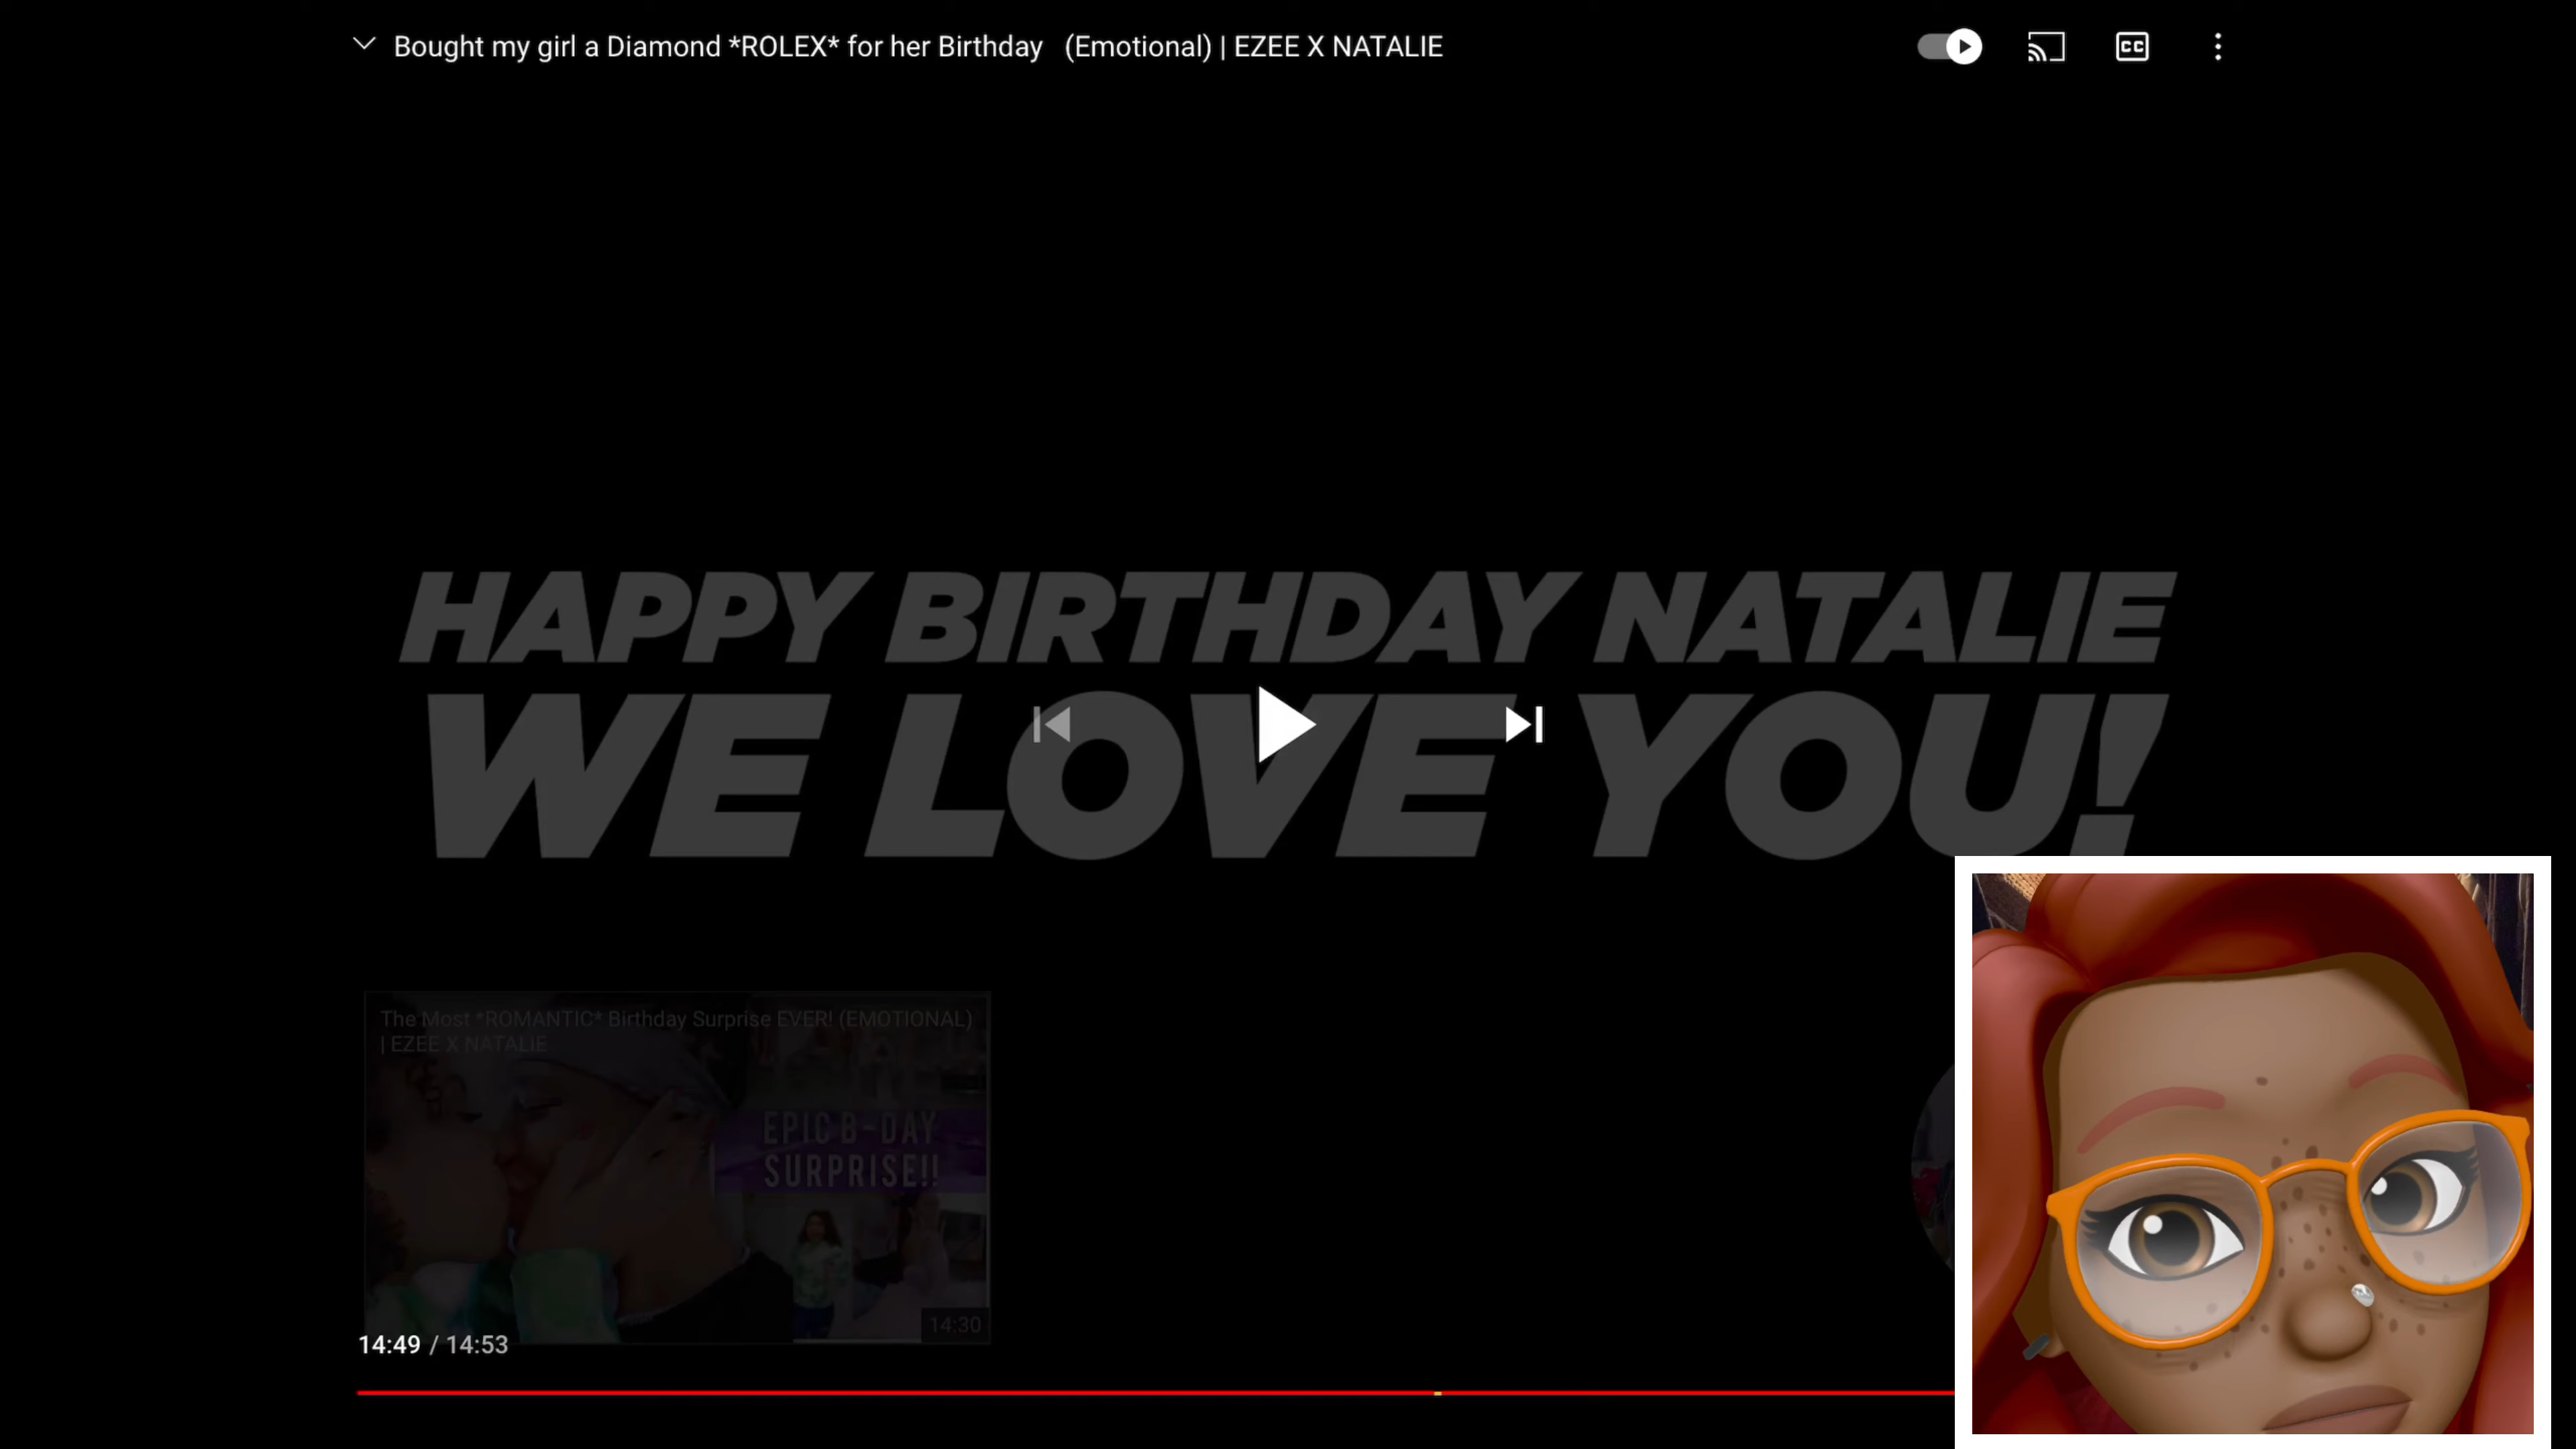 Bought my girl a Diamond *ROLEX* for her Birthday (Emotional) | EZEE X NATALIE
CC
HAPPY BIRTHDAY NATALIE
WE LOVE YOU!
The Most *ROMANTIC* Birthday Surprise EVER! (EMOTIONAL)
| EZEE X NATALIE
EPIC B-DAY
SURPRISE!!
14:30
14:49 / 14:53